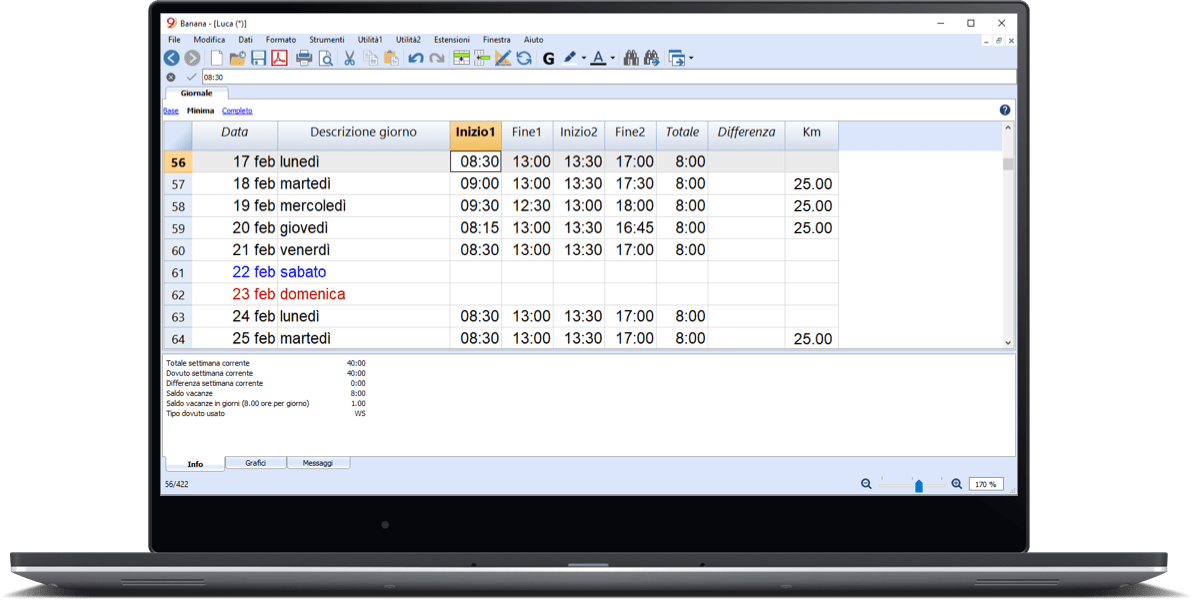 Banana - [Luca (*)]
File Modifica Dati Formato Strumenti Utilità1 Utilità2 Estensioni Finestra Aiuto
G A
08:30
Giornale
Base Minima Completo
Data Descrizione giorno Inizio1 Fine1 Inizio2 Fine2 Totale Differenza Km
56 17 feb lunedì 08:30 13:00 13:30 17:00 8:00
57 18 feb martedì 09:00 13:00 13:30 17:30 8:00 25.00
58 19 feb mercoledì 09:30 12:30 13:00 18:00 8:00 25.00
59 20 feb giovedì 08:15 13:00 13:30 16:45 8:00 25.00
60 21 feb venerdì 08:30 13:00 13:30 17:00 8:00
61 22 feb sabato
62 23 feb domenica
63 24 feb lunedì 08:30 13:00 13:30 17:00 8:00
64 25 feb martedì 08:30 13:00 13:30 17:00 8:00 25.00
Totale settimana corrente 40:00
Dovuto settimana corrente 40:00
Differenza settimana corrente 0:00
Saldo vacanze 8:00
Saldo vacanze in giorni (8.00 ore per giorno) 1.00
Tipo dovuto usato WS
Info Grafici Messaggi
56/422 170 %